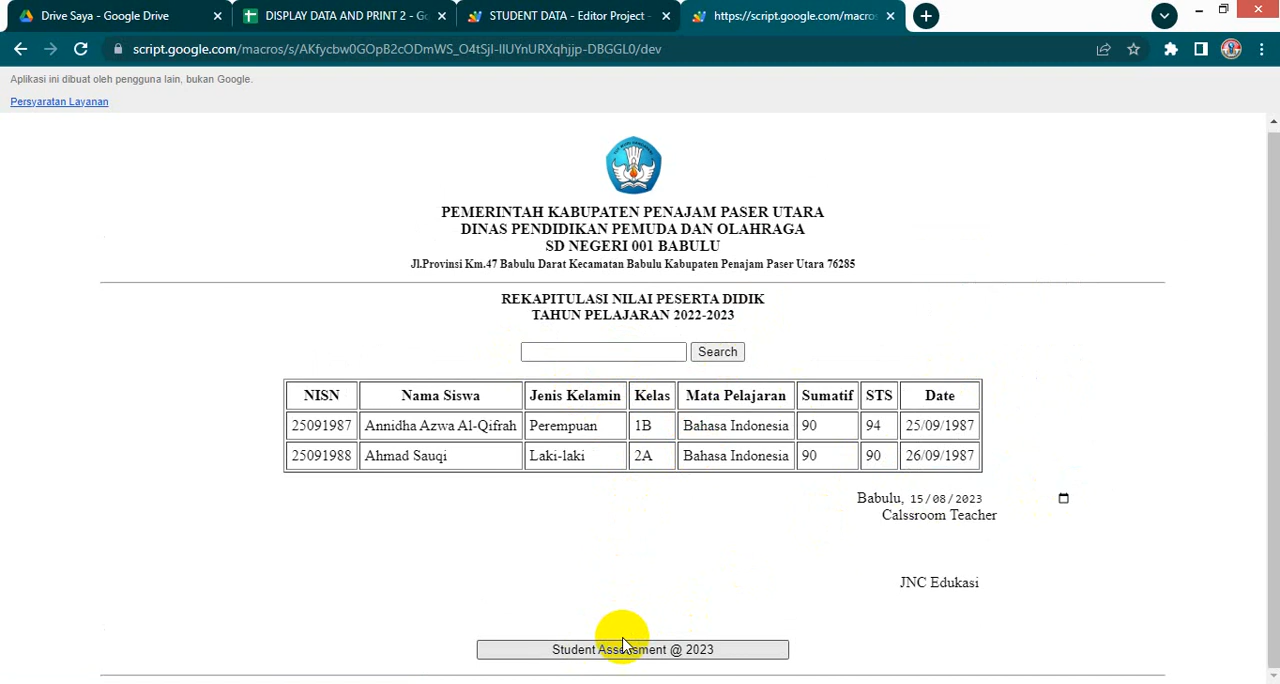 Drive Saya - Google Drive
DISPLAY DATA AND PRINT 2 - Go
STUDENT DATA - Editor Project -
https://script.google.com/macros
script.google.com/macros/s/AKfycbw0GOpB2cODmWS_O4tSjl-IlUYnURXqhjjp-DBGGL0/dev
Aplikasi ini dibuat oleh pengguna lain, bukan Google.
Persyaratan Layanan
PEMERINTAH KABUPATEN PENAJAM PASER UTARA
DINAS PENDIDIKAN PEMUDA DAN OLAHRAGA
SD NEGERI 001 BABULU
Jl.Provinsi Km.47 Babulu Darat Kecamatan Babulu Kabupaten Penajam Paser Utara 76285
REKAPITULASI NILAI PESERTA DIDIK
TAHUN PELAJARAN 2022-2023
Search
NISN Nama Siswa Jenis Kelamin Kelas Mata Pelajaran Sumatif STS Date
25091987 Annidha Azwa Al-Qifrah Perempuan 1B Bahasa Indonesia 90 94 25/09/1987
25091988 Ahmad Sauqi Laki-laki 2A Bahasa Indonesia 90 90 26/09/1987
Babulu, 15/08/2023
Calssroom Teacher
JNC Edukasi
Student Assessment @ 2023